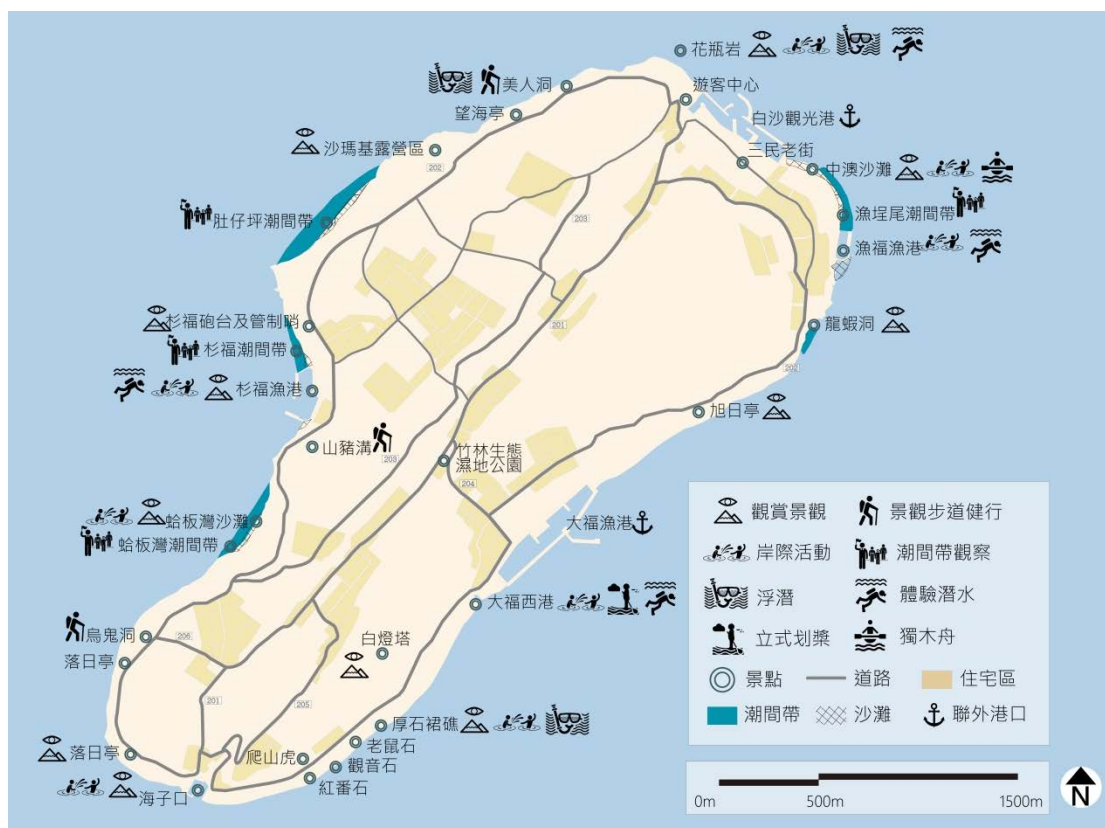 花瓶岩
遊客中心
美人洞
望海亭
白沙觀光港
沙瑪基露營區
三民老街
中澳沙灘
202
肚仔坪潮間帶
漁埕尾潮間帶
203
漁福漁港
杉福砲台及管制哨
201
龍蝦洞
杉福潮間帶
202
杉福漁港
旭日亭
山豬溝
203
竹林生態
濕地公園
204
蛤板灣沙灘
大福漁港
蛤板灣潮間帶
大福西港
烏鬼洞
206
白燈塔
落日亭
201
205
厚石裙礁
老鼠石
落日亭
爬山虎
觀音石
紅番石
海子口
觀賞景觀
景觀步道健行
岸際活動
潮間帶觀察
浮潛
體驗潛水
立式划槳
獨木舟
景點
道路
住宅區
潮間帶
沙灘
聯外港口
0m
500m
1500m
N